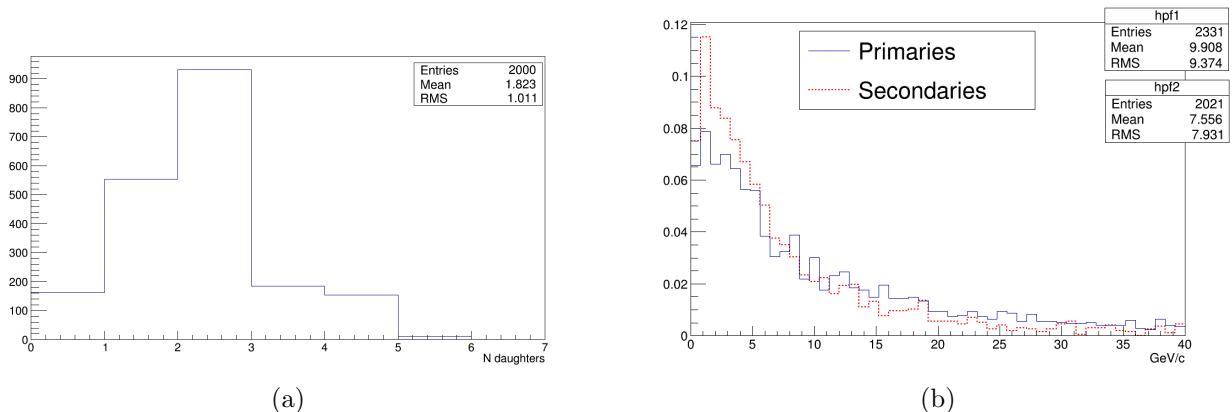 900
800
700
600
500
400
300
200
100
0
0 1 2 3 4 5 6 7
N daughters
Entries 2000
Mean 1.823
RMS 1.011
(a)
0.12
0.1
0.08
0.06
0.04
0.02
0
0 5 10 15 20 25 30 35 40
GeV/c
Primaries
Secondaries
hpf1
Entries 2331
Mean 9.908
RMS 9.374
hpf2
Entries 2021
Mean 7.556
RMS 7.931
(b)